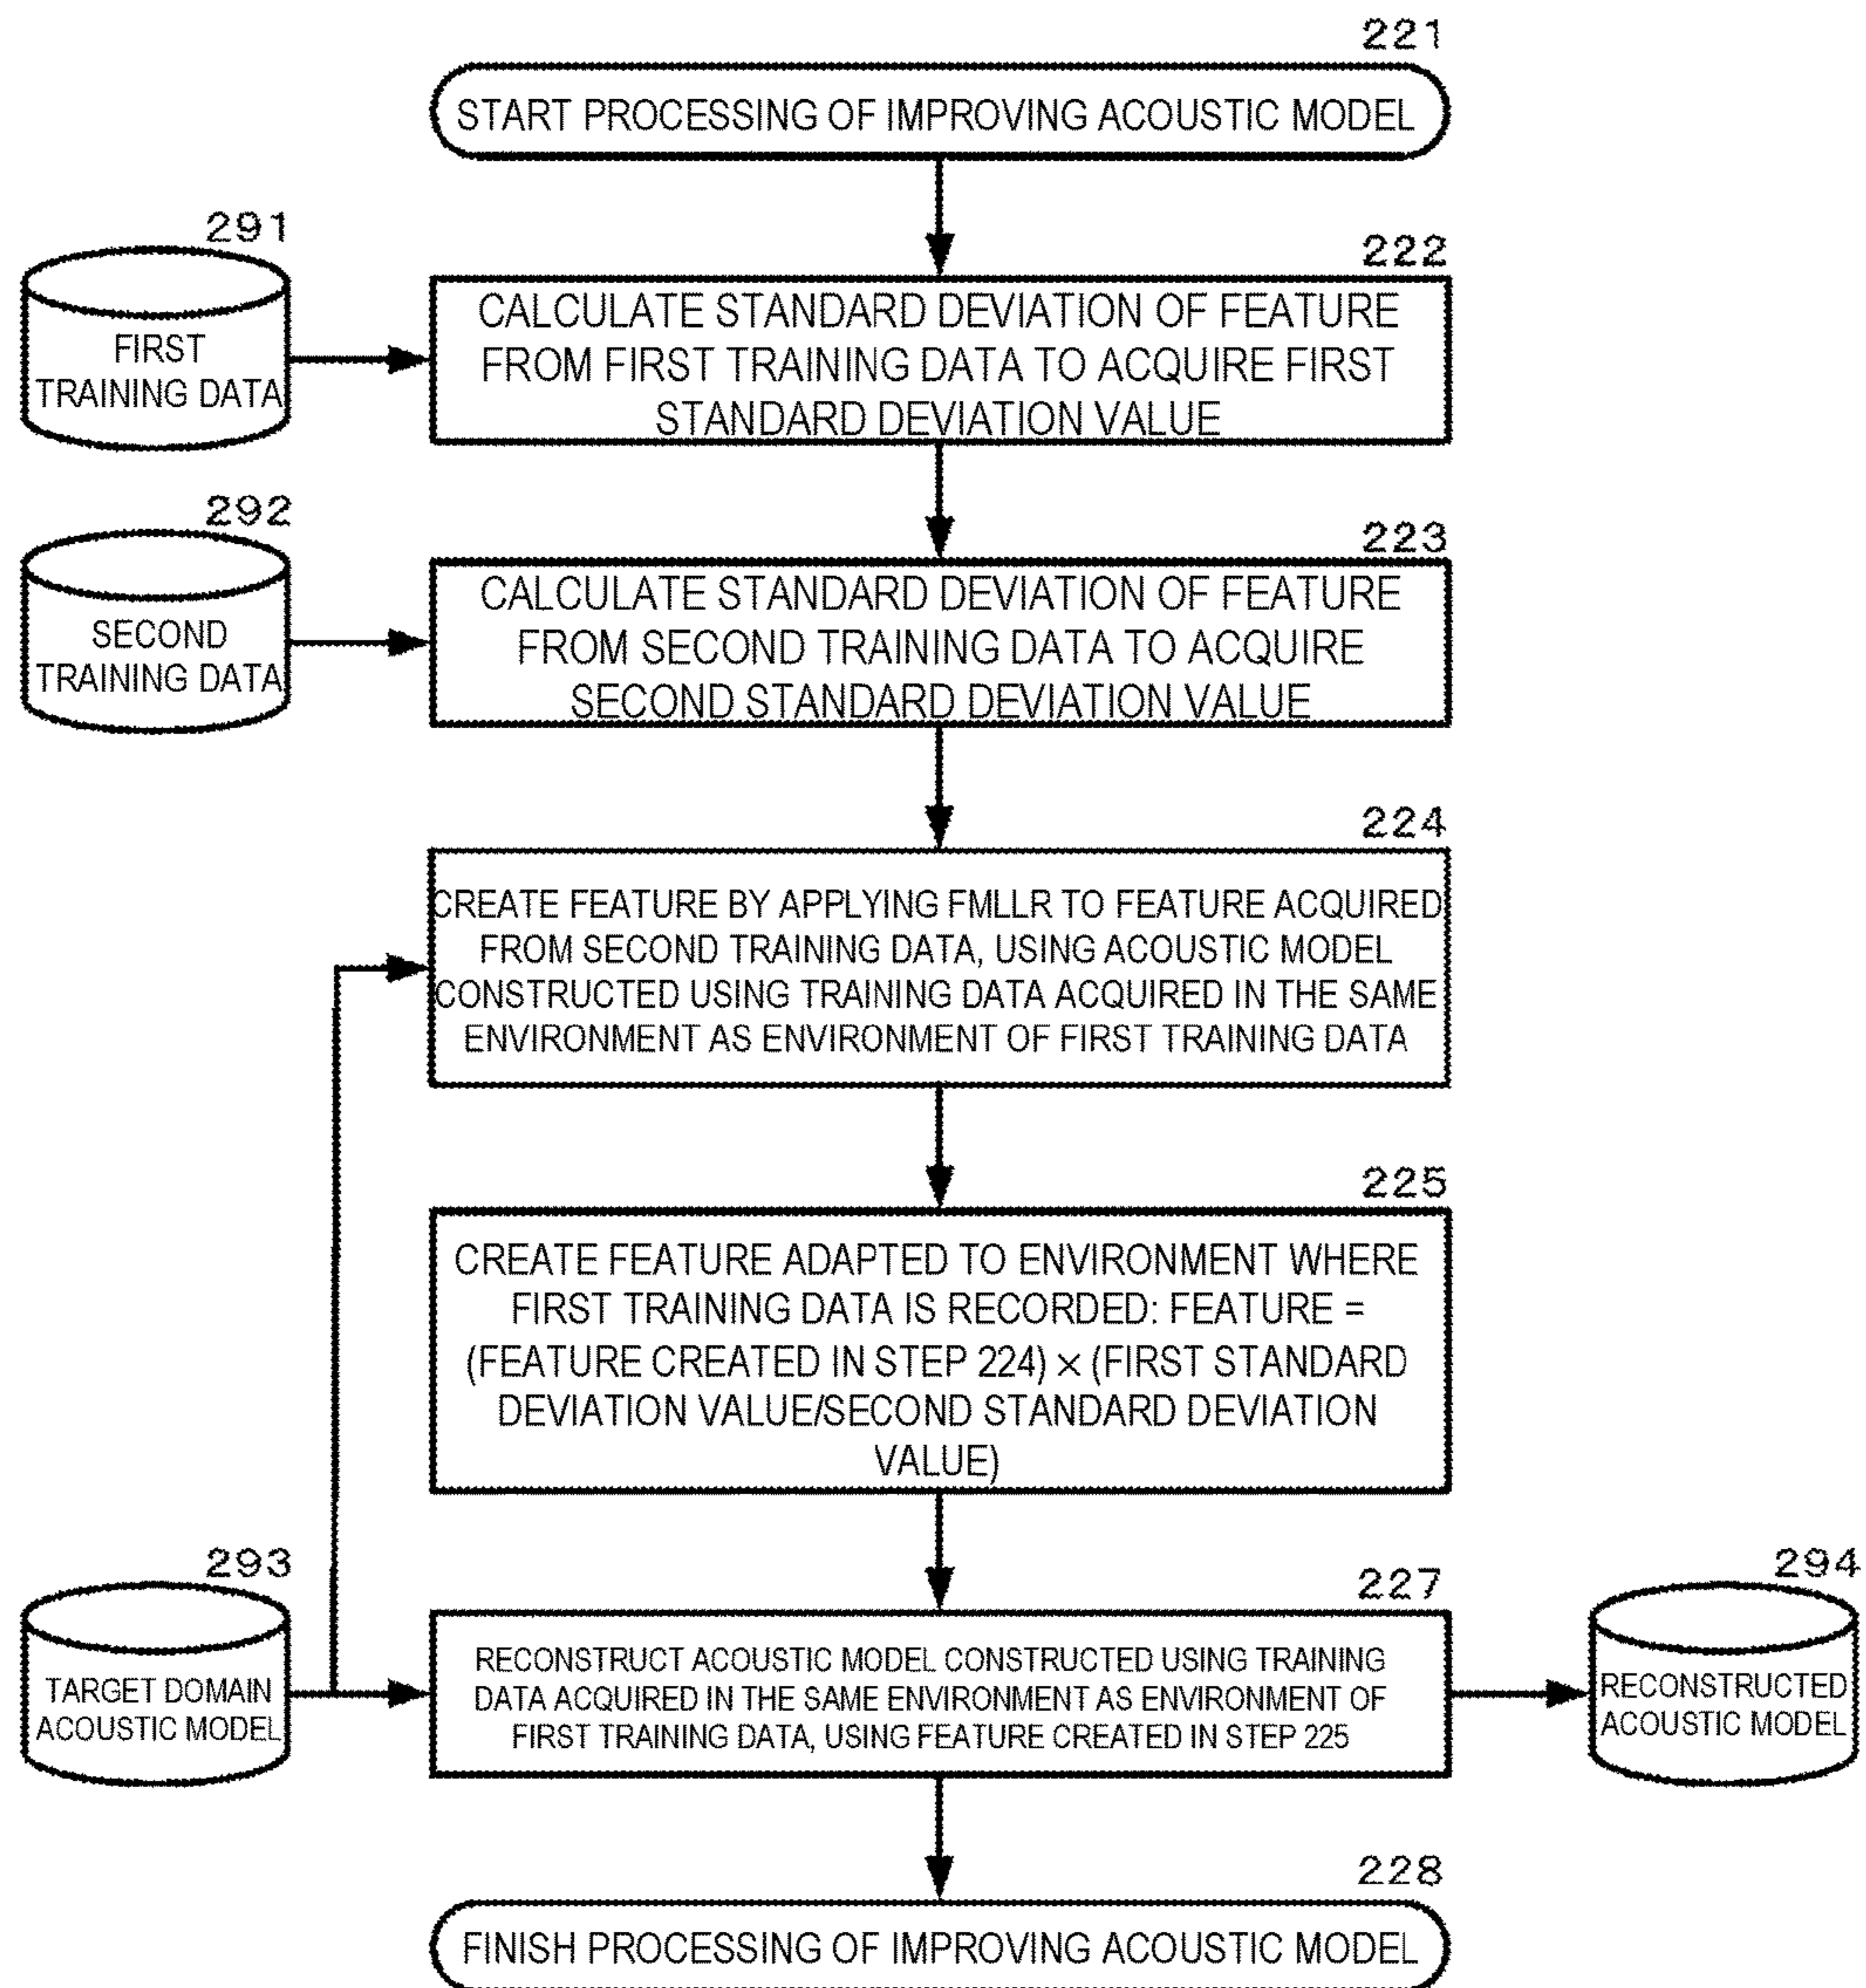 221
START PROCESSING OF IMPROVING ACOUSTIC MODEL
291
FIRST
TRAINING DATA
222
CALCULATE STANDARD DEVIATION OF FEATURE
FROM FIRST TRAINING DATA TO ACQUIRE FIRST
STANDARD DEVIATION VALUE
292
SECOND
TRAINING DATA
223
CALCULATE STANDARD DEVIATION OF FEATURE
FROM SECOND TRAINING DATA TO ACQUIRE
SECOND STANDARD DEVIATION VALUE
224
CREATE FEATURE BY APPLYING FMLLR TO FEATURE ACQUIRED
FROM SECOND TRAINING DATA, USING ACOUSTIC MODEL
CONSTRUCTED USING TRAINING DATA ACQUIRED IN THE SAME
ENVIRONMENT AS ENVIRONMENT OF FIRST TRAINING DATA
225
CREATE FEATURE ADAPTED TO ENVIRONMENT WHERE
FIRST TRAINING DATA IS RECORDED: FEATURE =
(FEATURE CREATED IN STEP 224) × (FIRST STANDARD
DEVIATION VALUE/SECOND STANDARD DEVIATION
VALUE)
293
TARGET DOMAIN
ACOUSTIC MODEL
227
RECONSTRUCT ACOUSTIC MODEL CONSTRUCTED USING TRAINING
DATA ACQUIRED IN THE SAME ENVIRONMENT AS ENVIRONMENT OF
FIRST TRAINING DATA, USING FEATURE CREATED IN STEP 225
294
RECONSTRUCTED
ACOUSTIC MODEL
228
FINISH PROCESSING OF IMPROVING ACOUSTIC MODEL